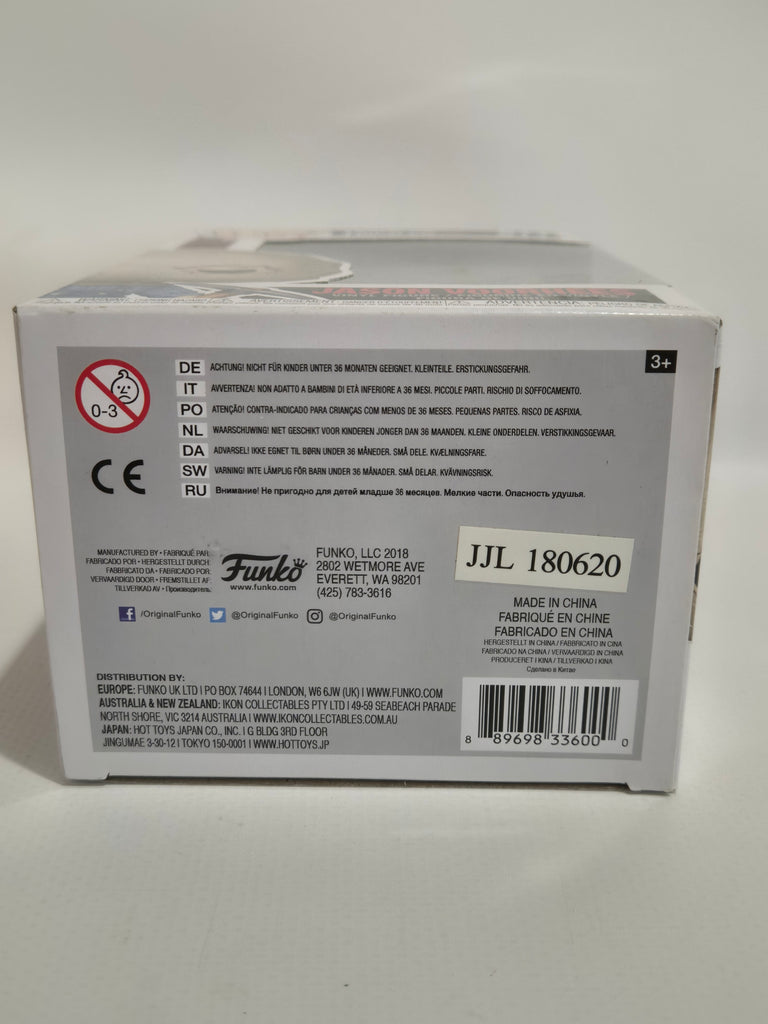 JASON VOORHEES
3+
0-3
DE ACHTUNG! NICHT FÜR KINDER UNTER 36 MONATEN GEEIGNET. KLEINTEILE. ERSTICKUNGSGEFAHR.
IT AVVERTENZA! NON ADATTO A BAMBINI DI ETÀ INFERIORE A 36 MESI. PICCOLE PARTI. RISCHIO DI SOFFOCAMENTO.
PO ATENÇÃO! CONTRA-INDICADO PARA CRIANÇAS COM MENOS DE 36 MESES. PEQUENAS PARTES. RISCO DE ASFIXIA.
NL WAARSCHUWING! NIET GESCHIKT VOOR KINDEREN JONGER DAN 36 MAANDEN. KLEINE ONDERDELEN. VERSTIKKINGSGEVAAR.
DA ADVARSEL! IKKE EGNET TIL BØRN UNDER 36 MÅNEDER. SMÅ DELE. KVÆLNINGSFARE.
SW VARNING! INTE LÄMPLIG FÖR BARN UNDER 36 MÅNADER. SMÅ DELAR. KVÄVNINGSRISK.
RU Внимание! Не пригодно для детей младше 36 месяцев. Мелкие части. Опасность удушья.
CE
MANUFACTURED BY • FABRIQUÉ PAR
FABRICADO POR • HERGESTELLT DURCH:
FABBRICATO DA • FABRICADO POR:
VERVAARDIGD DOOR • FREMSTILLET AF:
TILLVERKAD AV • Производитель:
Funko
www.funko.com
FUNKO, LLC 2018
2802 WETMORE AVE
EVERETT, WA 98201
(425) 783-3616
/OriginalFunko @OriginalFunko @OriginalFunko
JJL 180620
MADE IN CHINA
FABRIQUÉ EN CHINE
FABRICADO EN CHINA
HERGESTELLT IN CHINA / FABBRICATO IN CINA
FABRICADO NA CHINA / VERVAARDIGD IN CHINA
PRODUCERET I KINA / TILLVERKAD I KINA
Сделано в Китае
DISTRIBUTION BY:
EUROPE: FUNKO UK LTD I PO BOX 74644 I LONDON, W6 6JW (UK) I WWW.FUNKO.COM
AUSTRALIA & NEW ZEALAND: IKON COLLECTABLES PTY LTD I 49-59 SEABEACH PARADE
NORTH SHORE, VIC 3214 AUSTRALIA I WWW.IKONCOLLECTABLES.COM.AU
JAPAN: HOT TOYS JAPAN CO., INC. I G BLDG 3RD FLOOR
JINGUMAE 3-30-12 I TOKYO 150-0001 I WWW.HOTTOYS.JP
8 89698 33600 0